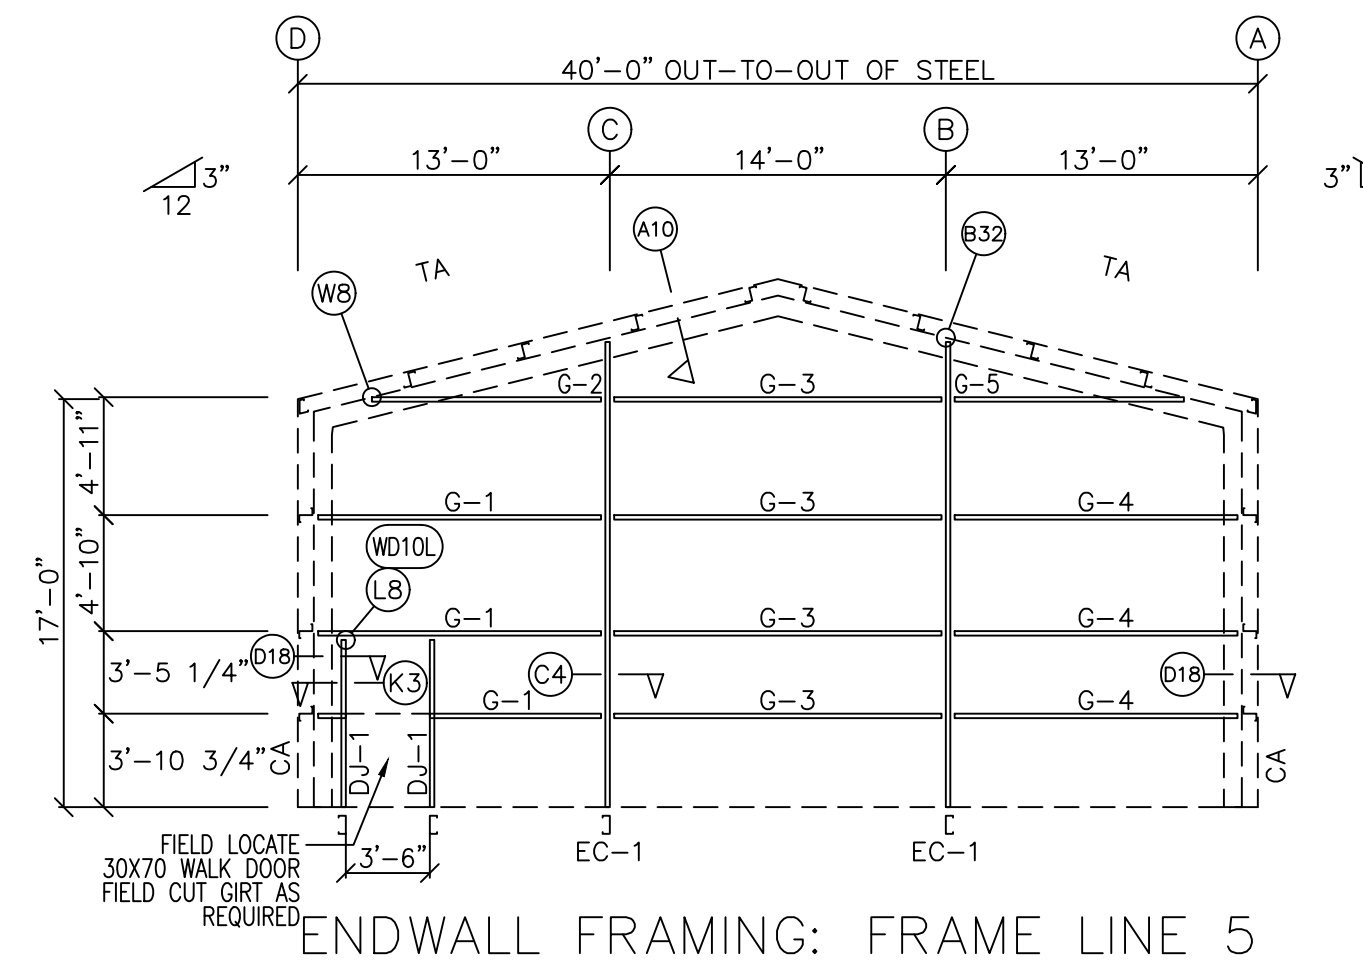 D
A
40'-0" OUT-TO-OUT OF STEEL
C
B
13'-0"
14'-0"
13'-0"
3"
12
3"
A10
B32
TA
TA
W8
G-2
G-3
G-5
4'-11"
G-1
G-3
G-4
WD10L
4'-10"
17'-0"
L8
G-1
G-3
G-4
D18
3'-5 1/4"
K3
C4
D18
G-1
G-3
G-4
3'-10 3/4"
CA
DJ-1
DJ-1
CA
FIELD LOCATE
30X70 WALK DOOR
FIELD CUT GIRT AS
REQUIRED
3'-6"
EC-1
EC-1
ENDWALL FRAMING: FRAME LINE 5